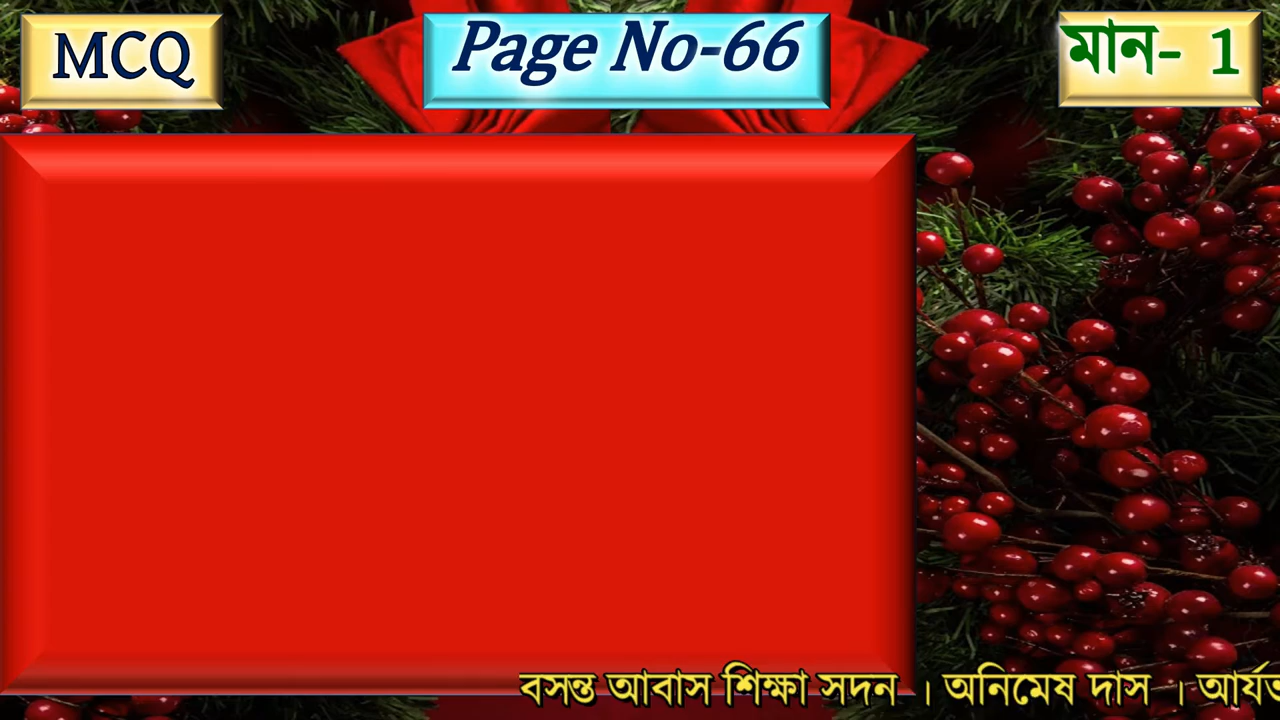 MCQ
Page No-66
মান- 1
বসন্ত আবাস শিক্ষা সদন । অনিমেষ দাস ।